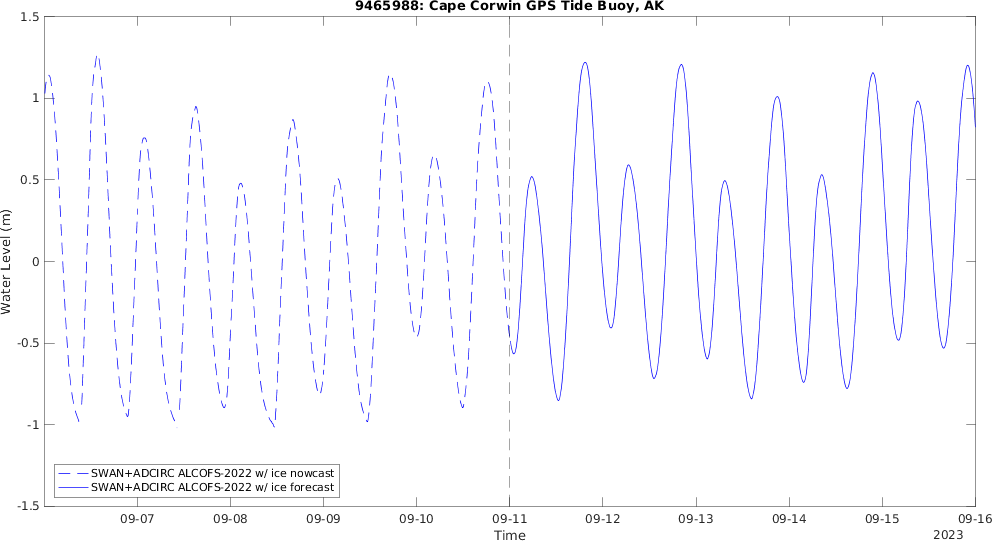 9465988: Cape Corwin GPS Tide Buoy, AK
1.5
1
0.5
0
-0.5
-1
-1.5
Water Level (m)
SWAN+ADCIRC ALCOFS-2022 w/ ice nowcast
SWAN+ADCIRC ALCOFS-2022 w/ ice forecast
09-07 09-08 09-09 09-10 09-11 09-12 09-13 09-14 09-15 09-16
Time
2023